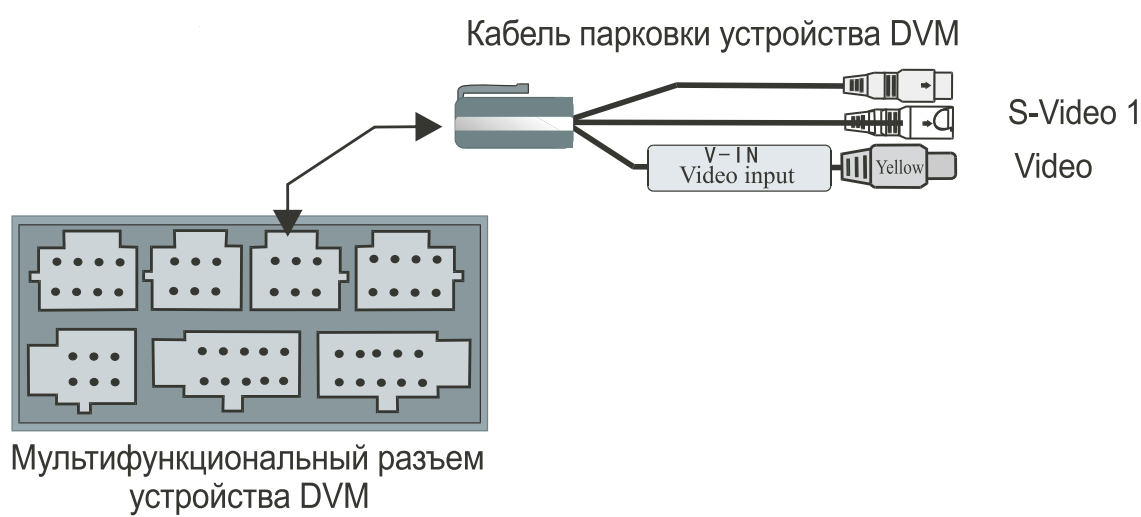 Кабель парковки устройства DVM
S-Video 1
V-IN
Video input
Yellow
Video
Мультифункциональный разъем
устройства DVM